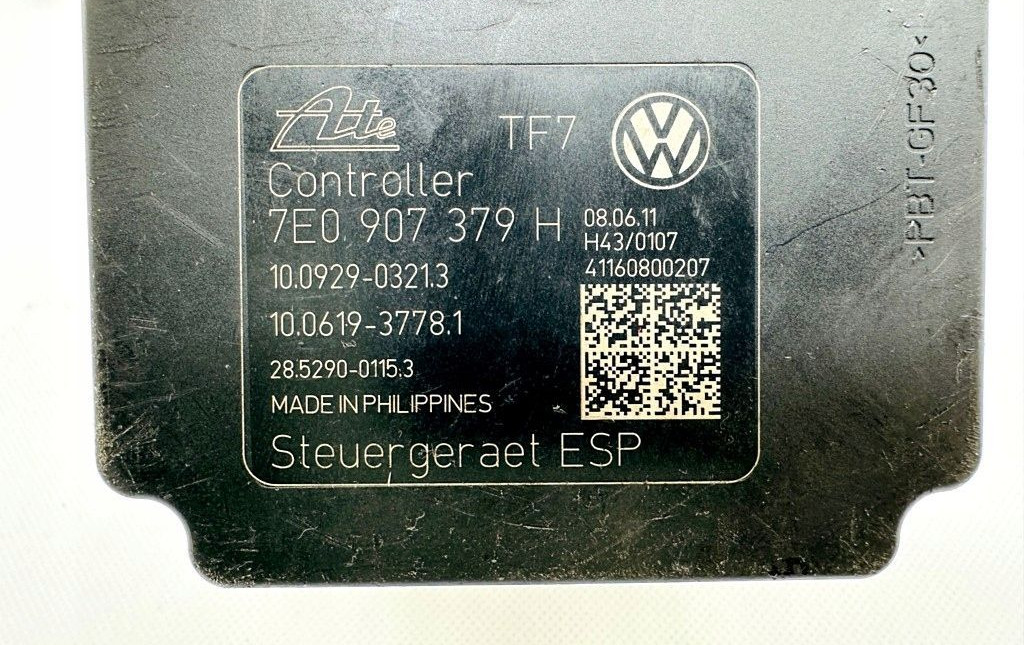 Ate
TF7
Controller
7E0 907 379 H
08.06.11
H43/0107
41160800207
10.0929-0321.3
10.0619-3778.1
28.5290-0115.3
MADE IN PHILIPPINES
Steuergeraet ESP
>PBT-GF30<